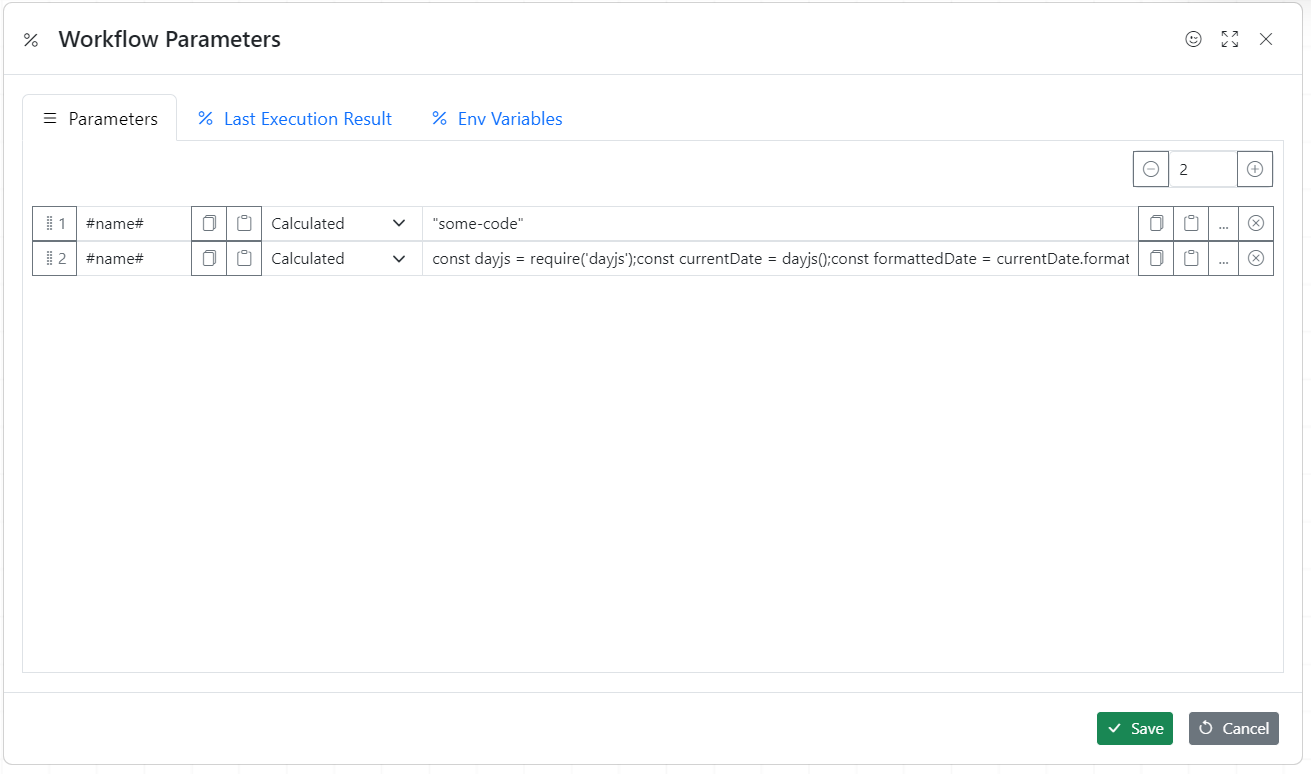 Workflow Parameters
Parameters Last Execution Result Env Variables
2
1 #name# Calculated "some-code" ...
2 #name# Calculated const dayjs = require('dayjs');const currentDate = dayjs();const formattedDate = currentDate.format ...
Save Cancel